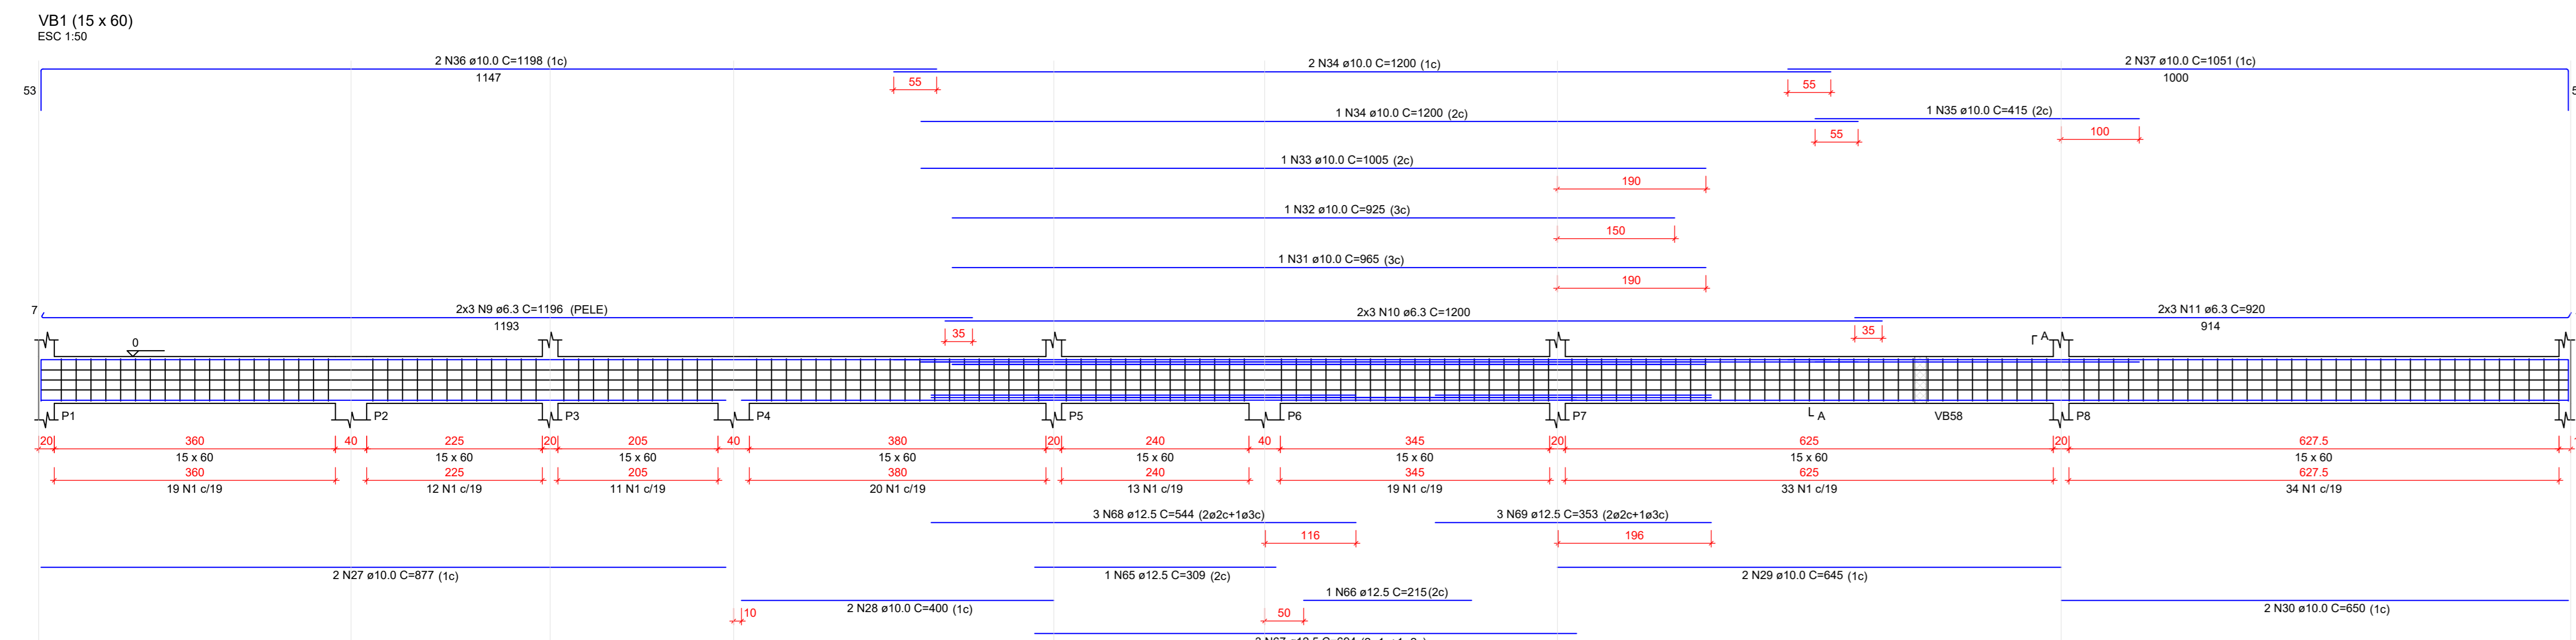 VB1 (15 x 60)
ESC 1:50
2 N36 ø10.0 C=1198 (1c)
2 N34 ø10.0 C=1200 (1c)
2 N37 ø10.0 C=1051 (1c)
1147
1000
53
55
55
1 N34 ø10.0 C=1200 (2c)
1 N35 ø10.0 C=415 (2c)
55
100
1 N33 ø10.0 C=1005 (2c)
190
1 N32 ø10.0 C=925 (3c)
150
1 N31 ø10.0 C=965 (3c)
190
7
2x3 N9 ø6.3 C=1196 (PELE)
2x3 N10 ø6.3 C=1200
2x3 N11 ø6.3 C=920
1193
914
35
35
0
A
P1
P2
P3
P4
P5
P6
P7
A
VB58
P8
20
360
40
225
20
205
40
380
20
240
40
345
20
625
20
627.5
15 x 60
15 x 60
15 x 60
15 x 60
15 x 60
15 x 60
15 x 60
15 x 60
360
225
205
380
240
345
625
627.5
19 N1 c/19
12 N1 c/19
11 N1 c/19
20 N1 c/19
13 N1 c/19
19 N1 c/19
33 N1 c/19
34 N1 c/19
3 N68 ø12.5 C=544 (2ø2c+1ø3c)
3 N69 ø12.5 C=353 (2ø2c+1ø3c)
116
196
2 N27 ø10.0 C=877 (1c)
1 N65 ø12.5 C=309 (2c)
2 N29 ø10.0 C=645 (1c)
1 N66 ø12.5 C=215(2c)
10
2 N28 ø10.0 C=400 (1c)
50
2 N30 ø10.0 C=650 (1c)